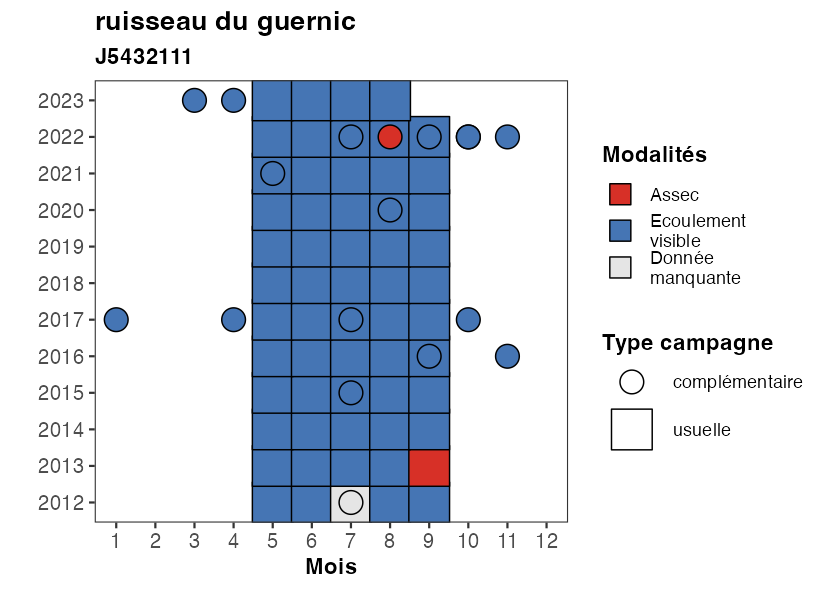 ruisseau du guernic
J5432111
2023
2022
2021
2020
2019
2018
2017
2016
2015
2014
2013
2012
1 2 3 4 5 6 7 8 9 10 11 12
Mois
Modalités
Assec
Ecoulement
visible
Donnée
manquante
Type campagne
complémentaire
usuelle